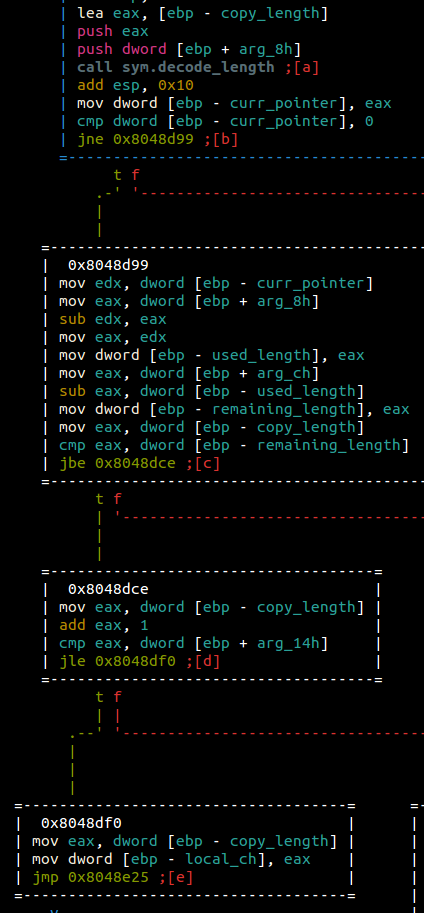 | lea eax, [ebp - copy_length]
| push eax
| push dword [ebp + arg_8h]
| call sym.decode_length ;[a]
| add esp, 0x10
| mov dword [ebp - curr_pointer], eax
| cmp dword [ebp - curr_pointer], 0
| jne 0x8048d99 ;[b]
t f
| 0x8048d99
| mov edx, dword [ebp - curr_pointer]
| mov eax, dword [ebp + arg_8h]
| sub edx, eax
| mov eax, edx
| mov dword [ebp - used_length], eax
| mov eax, dword [ebp + arg_ch]
| sub eax, dword [ebp - used_length]
| mov dword [ebp - remaining_length], eax
| mov eax, dword [ebp - copy_length]
| cmp eax, dword [ebp - remaining_length]
| jbe 0x8048dce ;[c]
t f
| 0x8048dce |
| mov eax, dword [ebp - copy_length] |
| add eax, 1 |
| cmp eax, dword [ebp + arg_14h] |
| jle 0x8048df0 ;[d] |
t f
| 0x8048df0 |
| mov eax, dword [ebp - copy_length] |
| mov dword [ebp - local_ch], eax |
| jmp 0x8048e25 ;[e] |
v